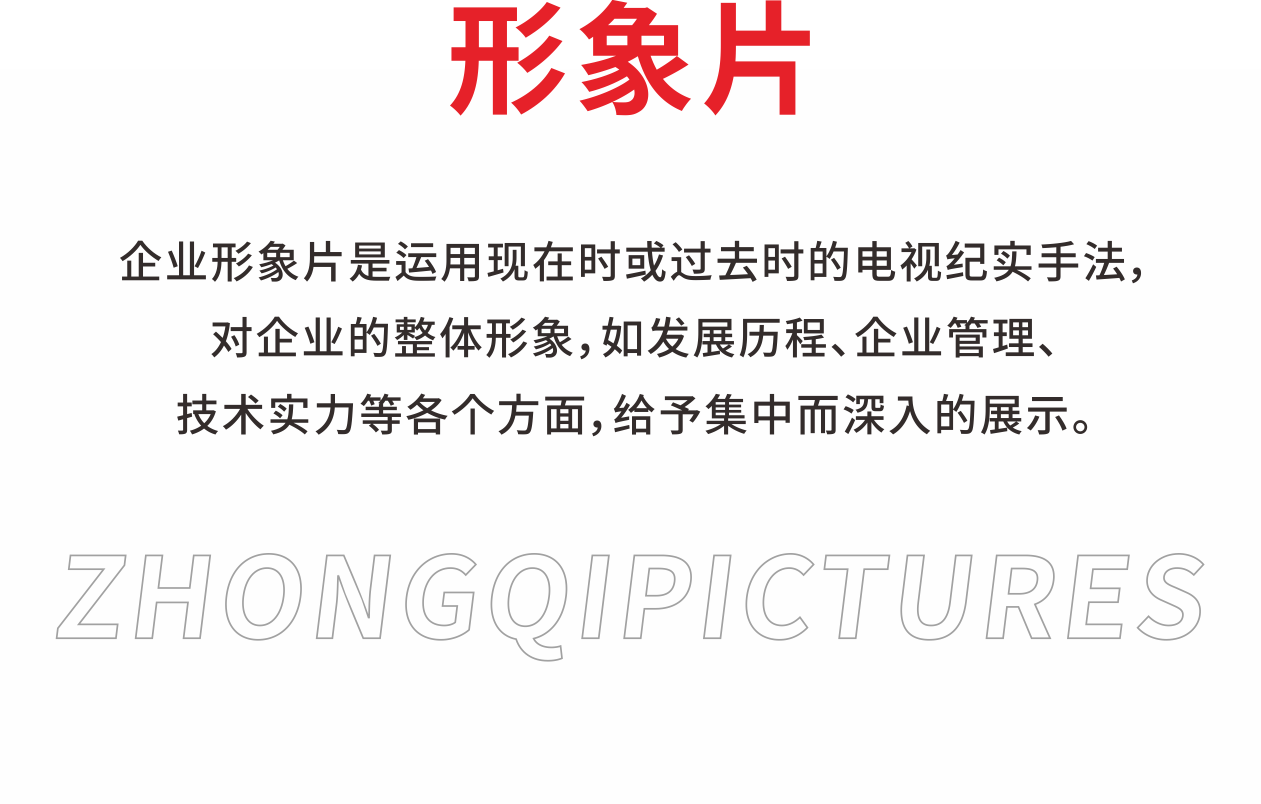 形象片
企业形象片是运用现在时或过去时的电视纪实手法，
对企业的整体形象，如发展历程、企业管理、
技术实力等各个方面，给予集中而深入的展示。
ZHONGQIPICTURES